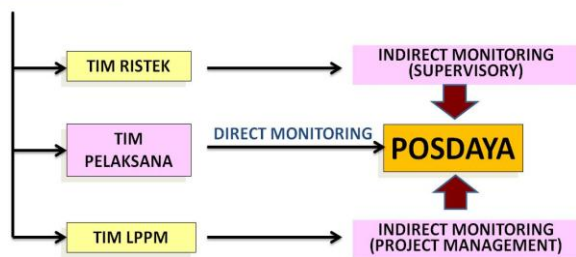 TIM RISTEK
INDIRECT MONITORING
(SUPERVISORY)
TIM
PELAKSANA
DIRECT MONITORING
POSDAYA
TIM LPPM
INDIRECT MONITORING
(PROJECT MANAGEMENT)